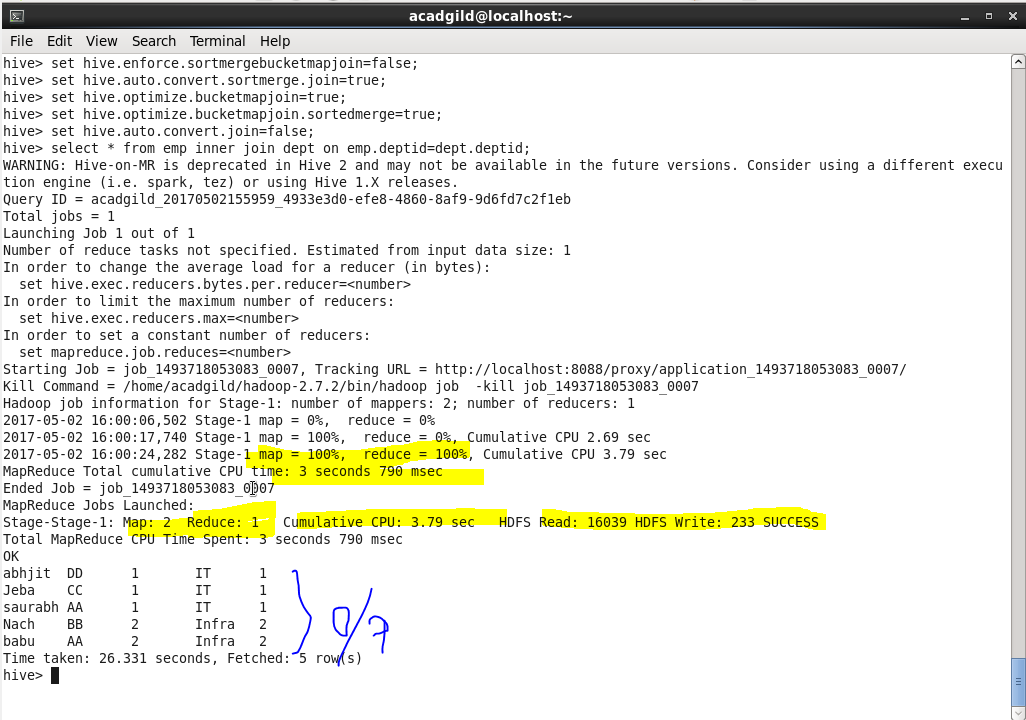 acadgild@localhost:~
File Edit View Search Terminal Help
hive> set hive.enforce.sortmergebucketmapjoin=false;
hive> set hive.auto.convert.sortmerge.join=true;
hive> set hive.optimize.bucketmapjoin=true;
hive> set hive.optimize.bucketmapjoin.sortedmerge=true;
hive> set hive.auto.convert.join=false;
hive> select * from emp inner join dept on emp.deptid=dept.deptid;
WARNING: Hive-on-MR is deprecated in Hive 2 and may not be available in the future versions. Consider using a different execu
tion engine (i.e. spark, tez) or using Hive 1.X releases.
Query ID = acadgild_20170502155959_4933e3d0-efe8-4860-8af9-9d6fd7c2f1eb
Total jobs = 1
Launching Job 1 out of 1
Number of reduce tasks not specified. Estimated from input data size: 1
In order to change the average load for a reducer (in bytes):
  set hive.exec.reducers.bytes.per.reducer=<number>
In order to limit the maximum number of reducers:
  set hive.exec.reducers.max=<number>
In order to set a constant number of reducers:
  set mapreduce.job.reduces=<number>
Starting Job = job_1493718053083_0007, Tracking URL = http://localhost:8088/proxy/application_1493718053083_0007/
Kill Command = /home/acadgild/hadoop-2.7.2/bin/hadoop job  -kill job_1493718053083_0007
Hadoop job information for Stage-1: number of mappers: 2; number of reducers: 1
2017-05-02 16:00:06,502 Stage-1 map = 0%,  reduce = 0%
2017-05-02 16:00:17,740 Stage-1 map = 100%,  reduce = 0%, Cumulative CPU 2.69 sec
2017-05-02 16:00:24,282 Stage-1 map = 100%,  reduce = 100%, Cumulative CPU 3.79 sec
MapReduce Total cumulative CPU time: 3 seconds 790 msec
Ended Job = job_1493718053083_0007
MapReduce Jobs Launched:
Stage-Stage-1: Map: 2  Reduce: 1   Cumulative CPU: 3.79 sec   HDFS Read: 16039 HDFS Write: 233 SUCCESS
Total MapReduce CPU Time Spent: 3 seconds 790 msec
OK
abhjit DD 1 IT 1
Jeba CC 1 IT 1
saurabh AA 1 IT 1
Nach BB 2 Infra 2
babu AA 2 Infra 2
Time taken: 26.331 seconds, Fetched: 5 row(s)
hive>